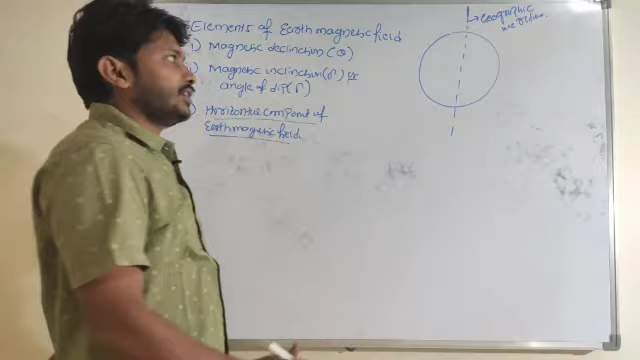 Elements of Earth magnetic field
1) Magnetic declination (θ)
) Magnetic inclination (δ) or
angle of dip (δ)
) Horizontal component of
Earth magnetic field.
Geographic
meridian.